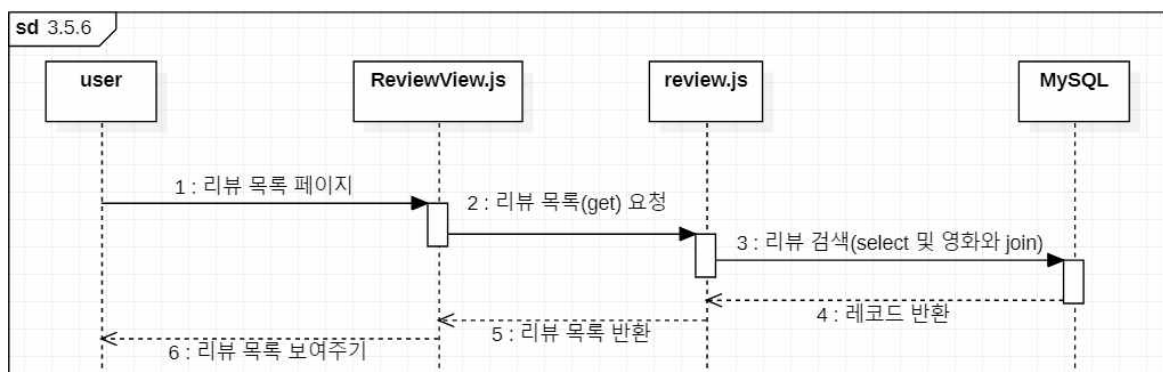 sd 3.5.6
user
ReviewView.js
review.js
MySQL
1 : 리뷰 목록 페이지
2 : 리뷰 목록(get) 요청
3 : 리뷰 검색(select 및 영화와 join)
4 : 레코드 반환
5 : 리뷰 목록 반환
6 : 리뷰 목록 보여주기